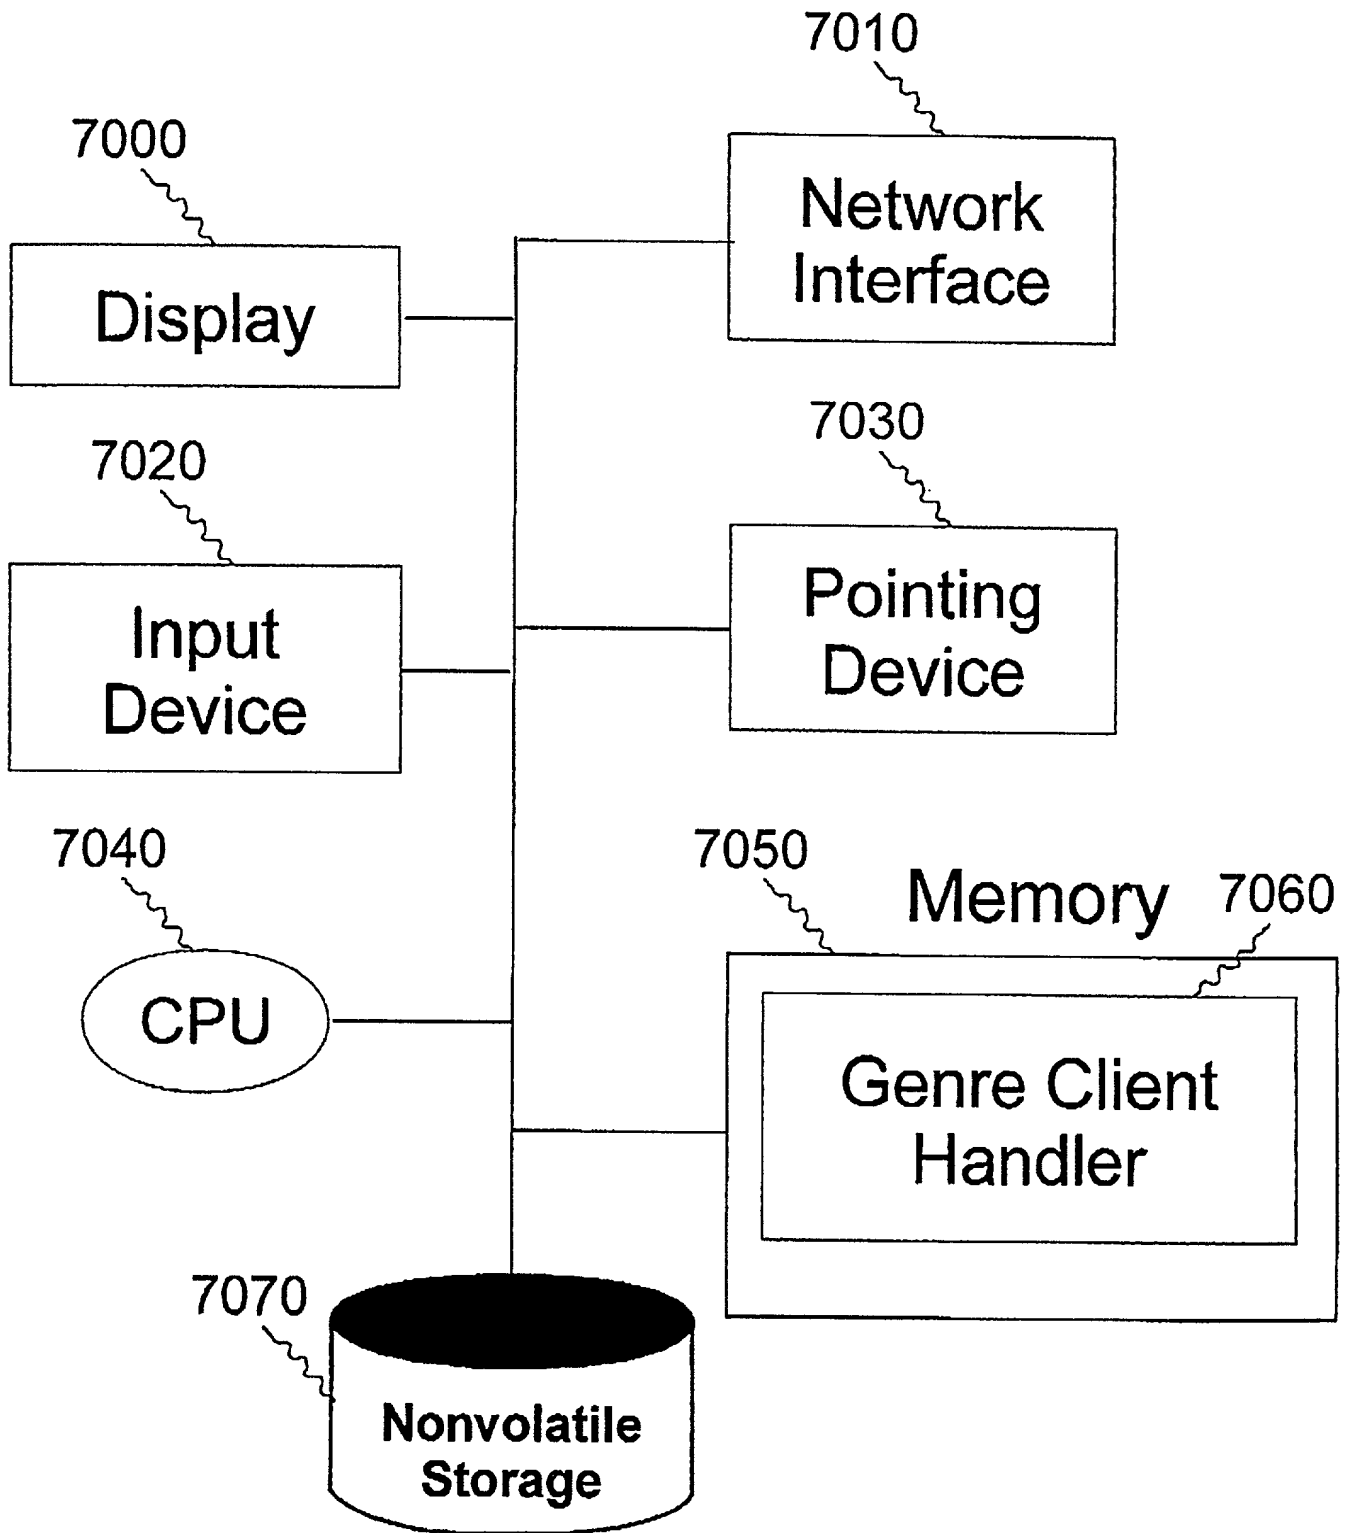 7010
7000
Network
Interface
Display
7030
7020
Pointing
Device
Input
Device
7040
7050
Memory
7060
CPU
Genre Client
Handler
7070
Nonvolatile
Storage